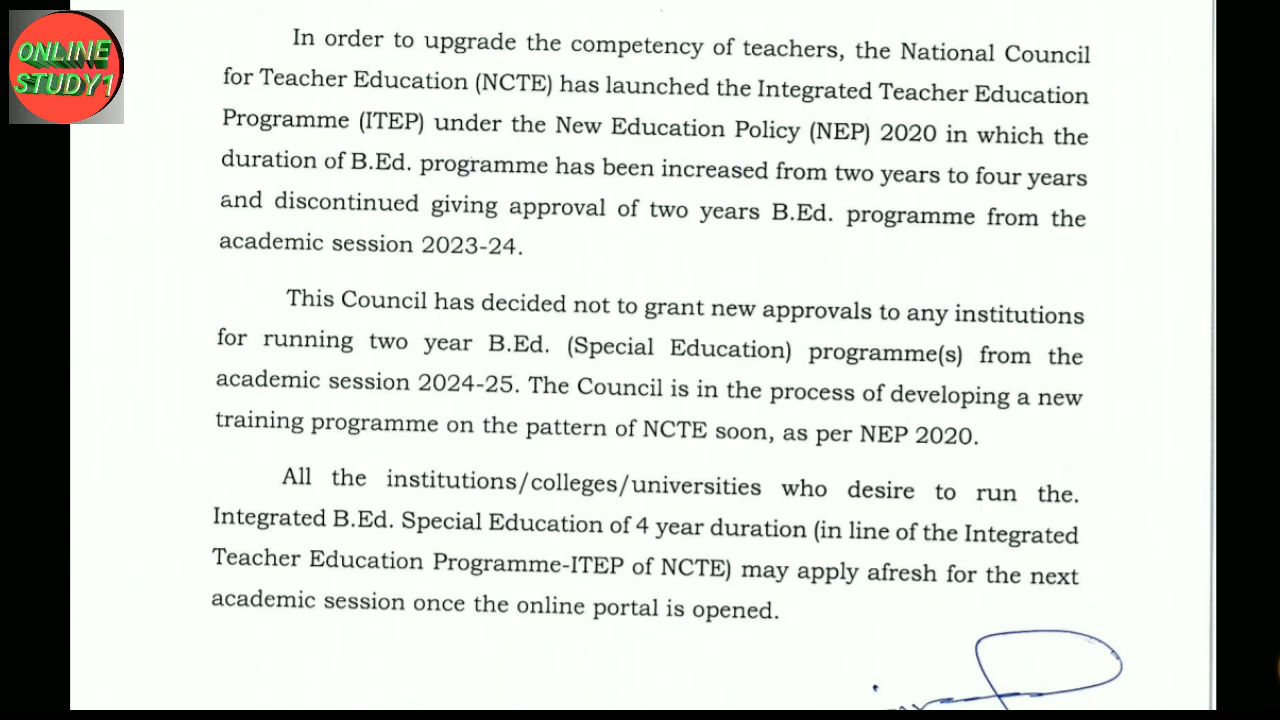 ONLINE
STUDY1
In order to upgrade the competency of teachers, the National Council
for Teacher Education (NCTE) has launched the Integrated Teacher Education
Programme (ITEP) under the New Education Policy (NEP) 2020 in which the
duration of B.Ed. programme has been increased from two years to four years
and discontinued giving approval of two years B.Ed. programme from the
academic session 2023-24.
This Council has decided not to grant new approvals to any institutions
for running two year B.Ed. (Special Education) programme(s) from the
academic session 2024-25. The Council is in the process of developing a new
training programme on the pattern of NCTE soon, as per NEP 2020.
All the institutions/colleges/universities who desire to run the.
Integrated B.Ed. Special Education of 4 year duration (in line of the Integrated
Teacher Education Programme-ITEP of NCTE) may apply afresh for the next
academic session once the online portal is opened.